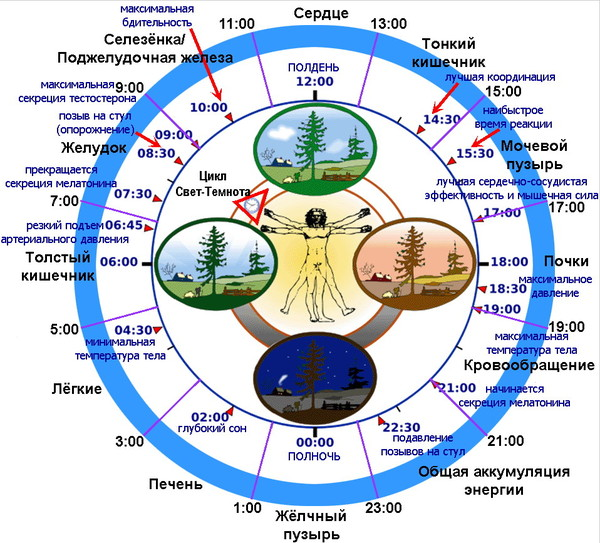 максимальная
бдительность
Сердце
11:00
13:00
Селезёнка/
Поджелудочная железа
Тонкий
кишечник
ПОЛДЕНЬ
12:00
лучшая координация
максимальная
секреция тестостерона
9:00
15:00
10:00
14:30
наибыстрое
время реакции
позыв на стул
(опорожнение)
09:00
Желудок
08:30
15:30
Мочевой
пузырь
Цикл
Свет-Темнота
прекращается
секреция мелатонина
07:30
лучшая сердечно-сосудистая
эффективность и мышечная сила
7:00
17:00
17:00
резкий подъем
артериального давления
06:45
Толстый
кишечник
06:00
18:00
Почки
18:30
максимальное
давление
19:00
5:00
04:30
19:00
минимальная
температура тела
максимальная
температура тела
Кровообращение
Лёгкие
21:00
начинается
секреция мелатонина
02:00
глубокий сон
22:30
подавление
позывов на стул
3:00
00:00
ПОЛНОЧЬ
21:00
Печень
Общая аккумуляция
энергии
1:00
23:00
Жёлчный
пузырь